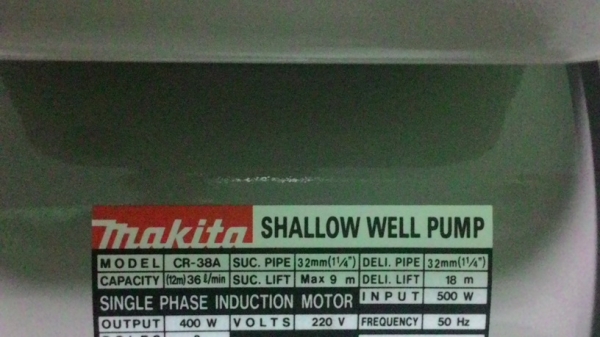 makita SHALLOW WELL PUMP
MODEL CR-38A SUC. PIPE 32mm(1¼") DELI. PIPE 32mm(1¼")
CAPACITY (12m)36ℓ/min SUC. LIFT Max 9 m DELI. LIFT 18 m
SINGLE PHASE INDUCTION MOTOR INPUT 500 W
OUTPUT 400 W VOLTS 220 V FREQUENCY 50 Hz